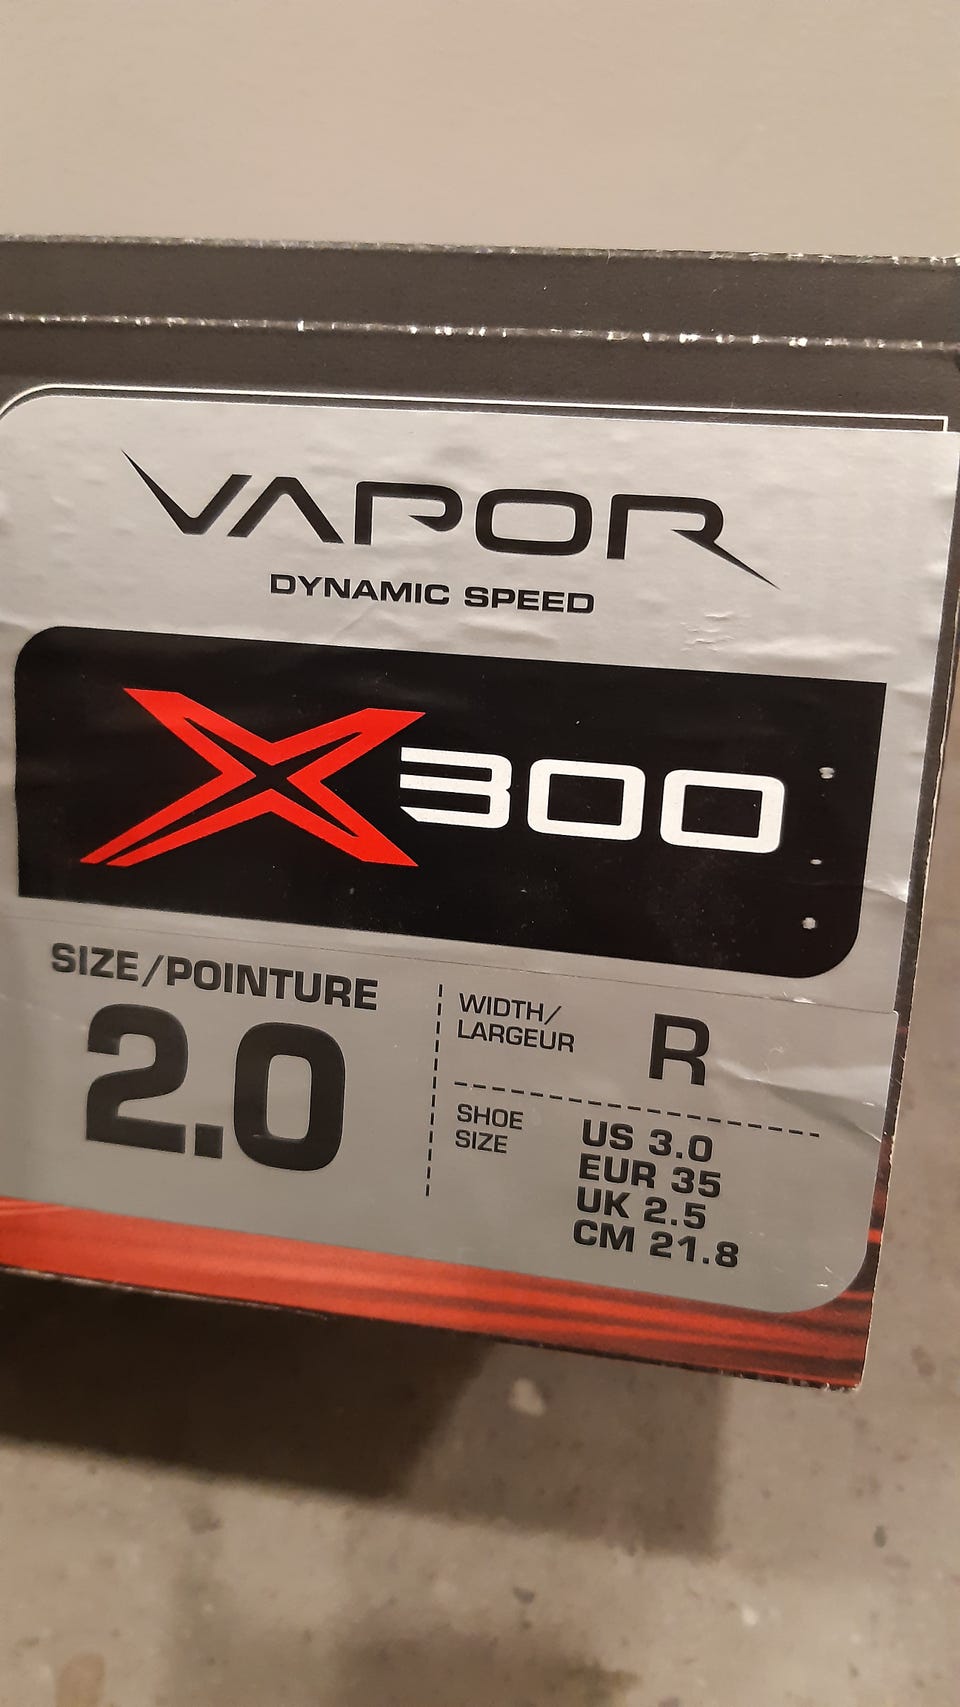 VAPOR
DYNAMIC SPEED
X300
SIZE/POINTURE
2.0
WIDTH/
LARGEUR
R
SHOE
SIZE
US 3.0
EUR 35
UK 2.5
CM 21.8